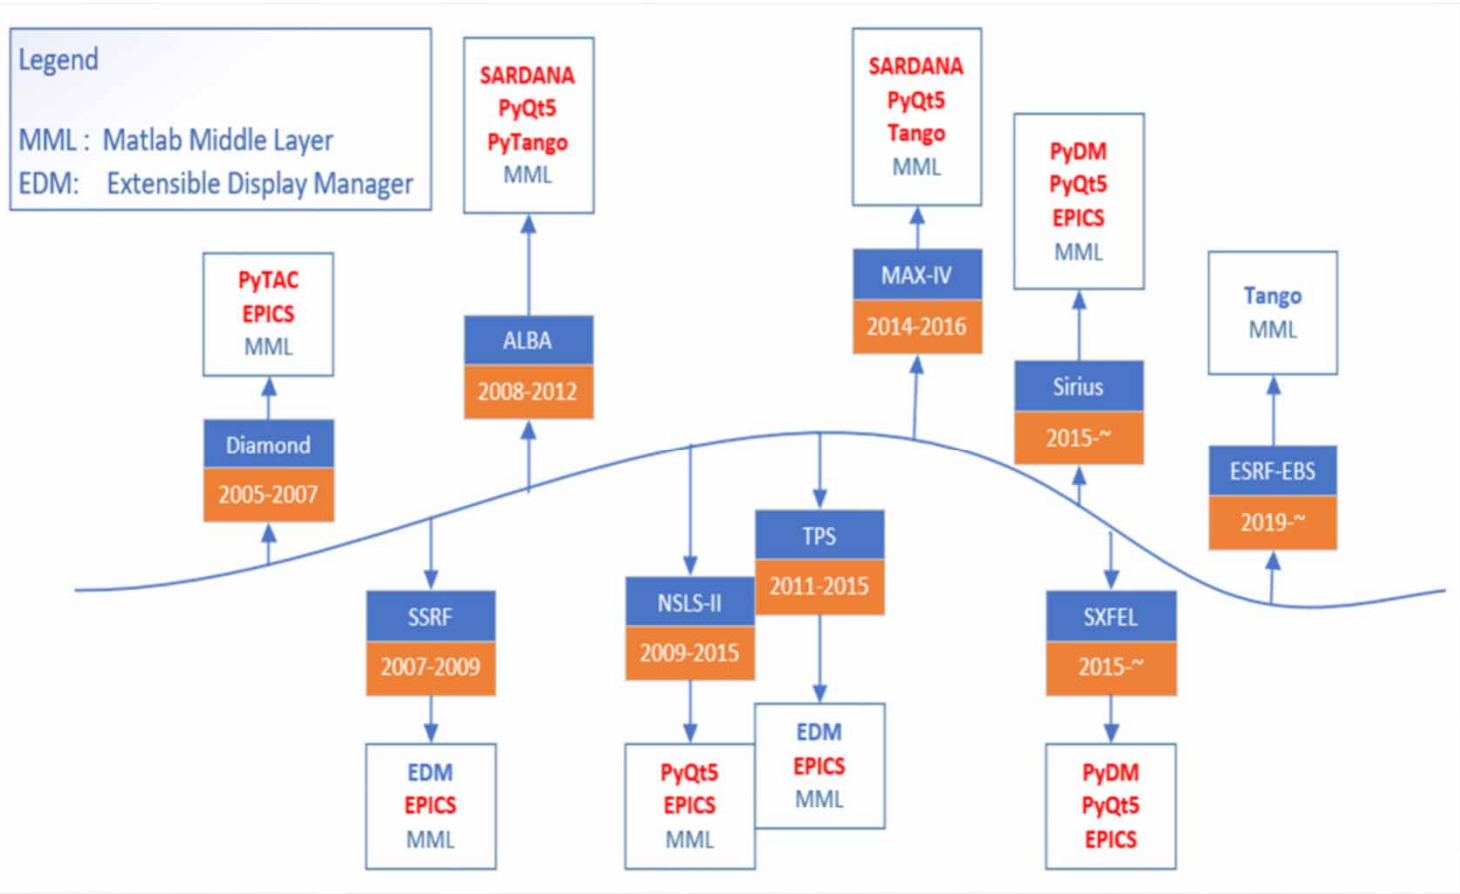 Legend
MML : Matlab Middle Layer
EDM: Extensible Display Manager
PyTAC
EPICS
MML
Diamond
2005-2007
SSRF
2007-2009
EDM
EPICS
MML
SARDANA
PyQt5
PyTango
MML
ALBA
2008-2012
NSLS-II
2009-2015
PyQt5
EPICS
MML
TPS
2011-2015
EDM
EPICS
MML
SARDANA
PyQt5
Tango
MML
MAX-IV
2014-2016
PyDM
PyQt5
EPICS
MML
Sirius
2015-~
SXFEL
2015-~
PyDM
PyQt5
EPICS
Tango
MML
ESRF-EBS
2019-~